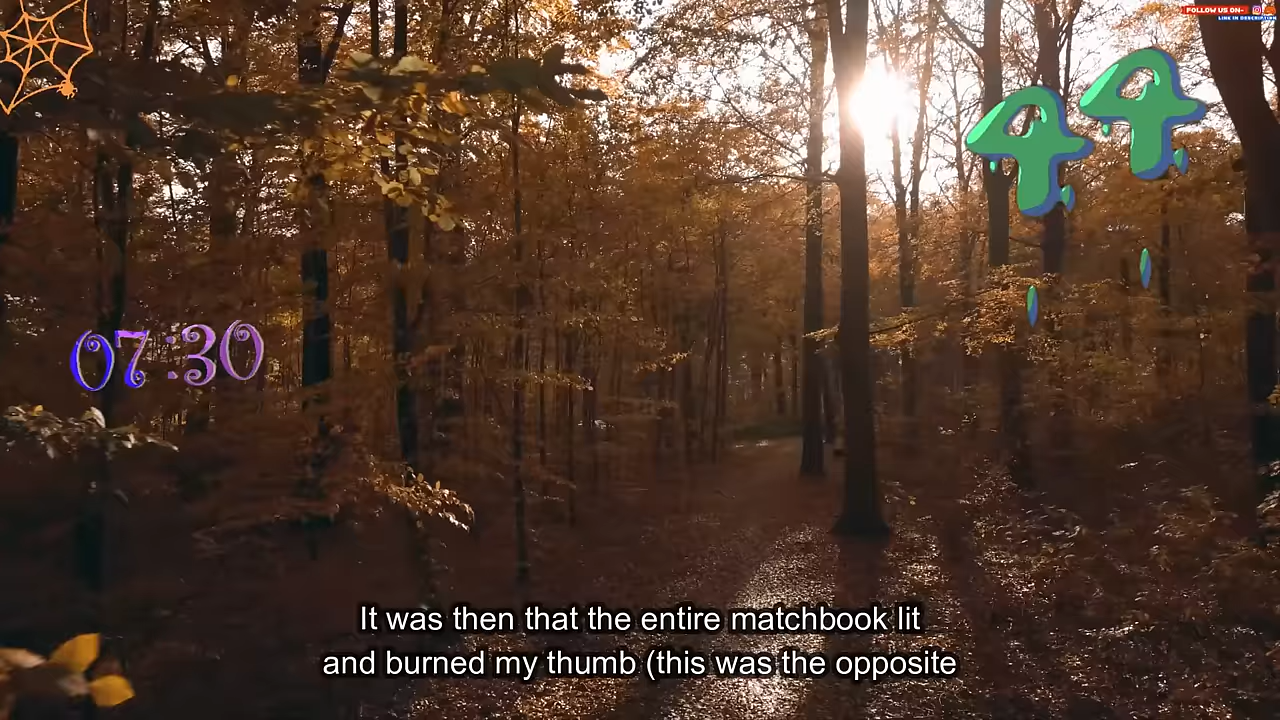 FOLLOW US ON-
LINK IN DESCRIPTION
44
07:30
It was then that the entire matchbook lit
and burned my thumb (this was the opposite